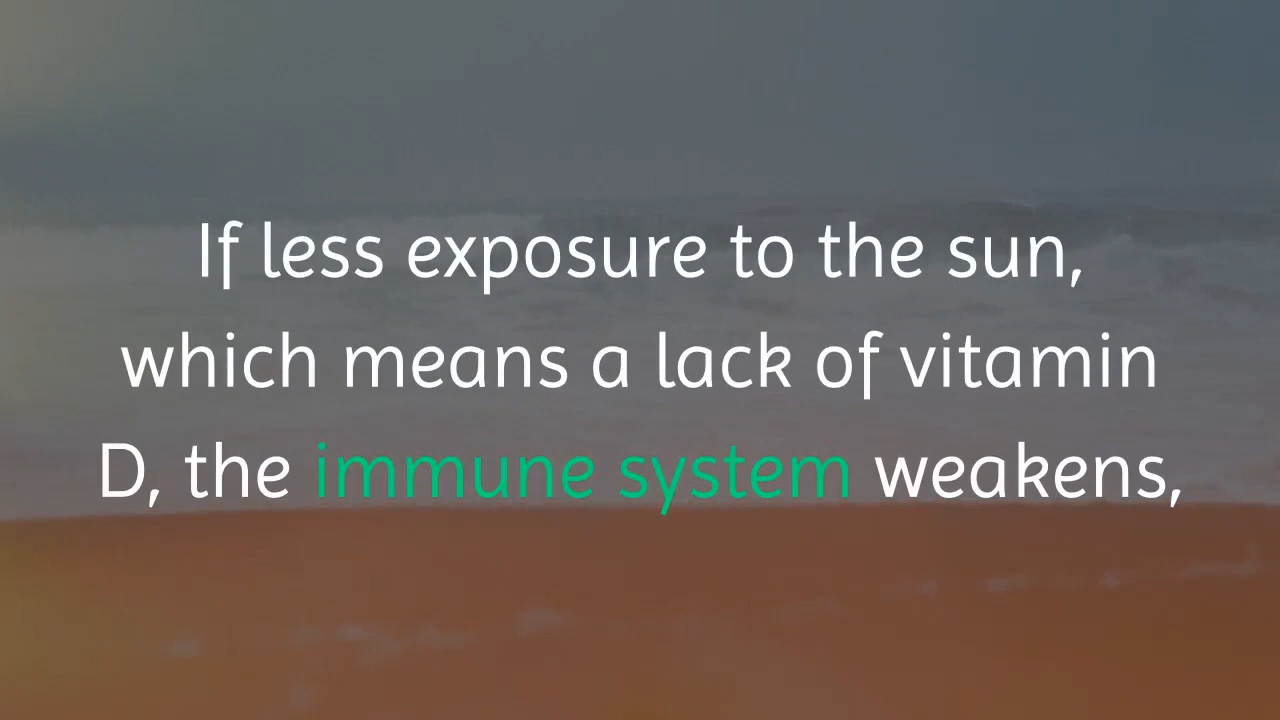 If less exposure to the sun,
which means a lack of vitamin
D, the immune system weakens,